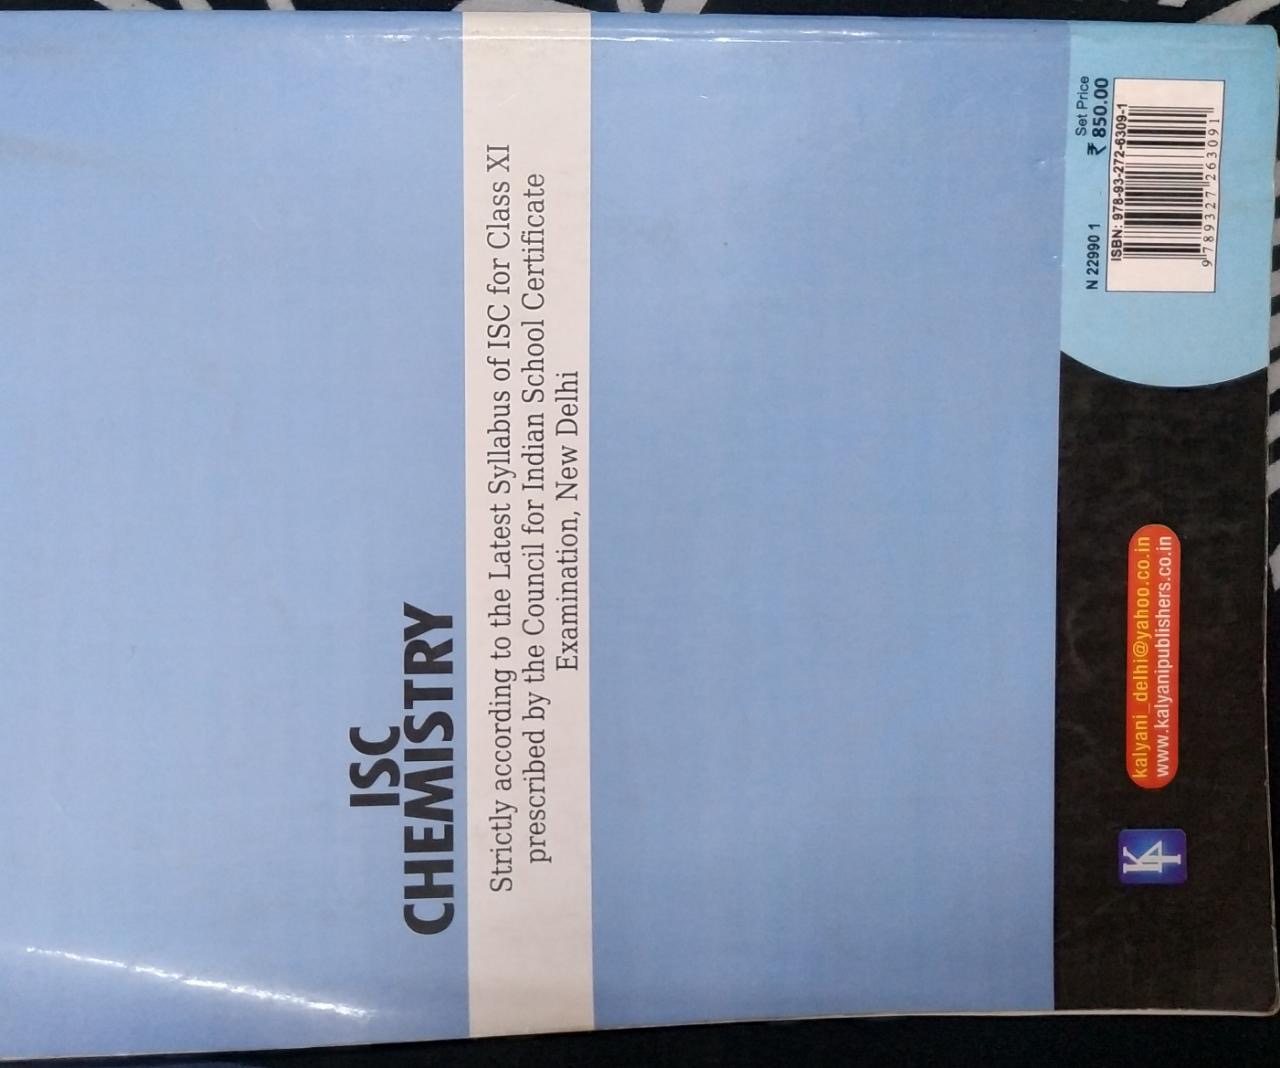 ISC
CHEMISTRY
Strictly according to the Latest Syllabus of ISC for Class XI
prescribed by the Council for Indian School Certificate
Examination, New Delhi
kalyani_delhi@yahoo.co.in
www.kalyanipublishers.co.in
Set Price
N 22990 1 ₹ 850.00
ISBN: 978-93-272-6309-1
9 789327 263091